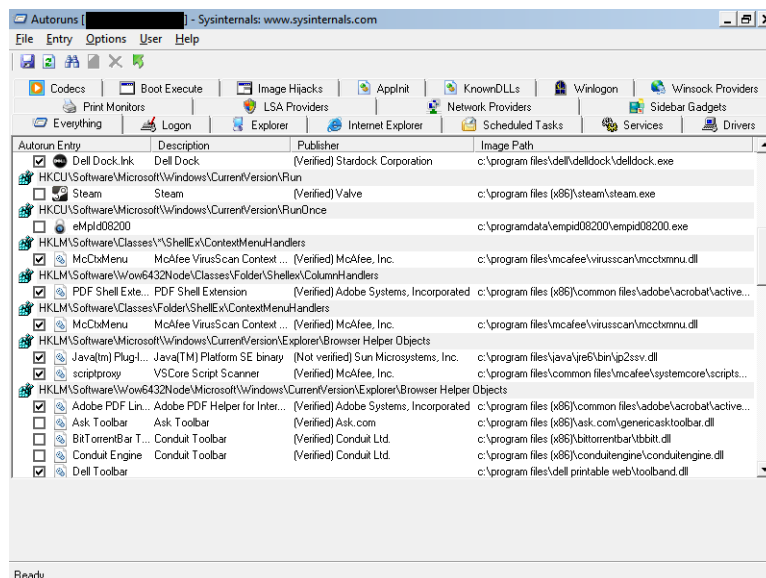 Autoruns [ ] - Sysinternals: www.sysinternals.com
File Entry Options User Help
Codecs Boot Execute Image Hijacks AppInit KnownDLLs Winlogon Winsock Providers
Print Monitors LSA Providers Network Providers Sidebar Gadgets
Everything Logon Explorer Internet Explorer Scheduled Tasks Services Drivers
Autorun Entry Description Publisher Image Path
Dell Dock.lnk Dell Dock (Verified) Stardock Corporation c:\program files\dell\delldock\delldock.exe
HKCU\Software\Microsoft\Windows\CurrentVersion\Run
Steam Steam (Verified) Valve c:\program files (x86)\steam\steam.exe
HKCU\Software\Microsoft\Windows\CurrentVersion\RunOnce
eMpId08200 c:\programdata\empid08200\empid08200.exe
HKLM\Software\Classes\*\ShellEx\ContextMenuHandlers
McCtxMenu McAfee VirusScan Context ... (Verified) McAfee, Inc. c:\program files\mcafee\virusscan\mcctxmnu.dll
HKLM\Software\Wow6432Node\Classes\Folder\Shellex\ColumnHandlers
PDF Shell Exte... PDF Shell Extension (Verified) Adobe Systems, Incorporated c:\program files (x86)\common files\adobe\acrobat\active...
HKLM\Software\Classes\Folder\ShellEx\ContextMenuHandlers
McCtxMenu McAfee VirusScan Context ... (Verified) McAfee, Inc. c:\program files\mcafee\virusscan\mcctxmnu.dll
HKLM\Software\Microsoft\Windows\CurrentVersion\Explorer\Browser Helper Objects
Java(tm) Plug-I... Java(TM) Platform SE binary (Not verified) Sun Microsystems, Inc. c:\program files\java\jre6\bin\jp2ssv.dll
scriptproxy VSCore Script Scanner (Verified) McAfee, Inc. c:\program files\common files\mcafee\systemcore\scripts...
HKLM\Software\Wow6432Node\Microsoft\Windows\CurrentVersion\Explorer\Browser Helper Objects
Adobe PDF Lin... Adobe PDF Helper for Inter... (Verified) Adobe Systems, Incorporated c:\program files (x86)\common files\adobe\acrobat\active...
Ask Toolbar Ask Toolbar (Verified) Ask.com c:\program files (x86)\ask.com\genericasktoolbar.dll
BitTorrentBar T... Conduit Toolbar (Verified) Conduit Ltd. c:\program files (x86)\bittorrentbar\tbbitt.dll
Conduit Engine Conduit Toolbar (Verified) Conduit Ltd. c:\program files (x86)\conduitengine\conduitengine.dll
Dell Toolbar c:\program files\dell printable web\toolband.dll
Ready